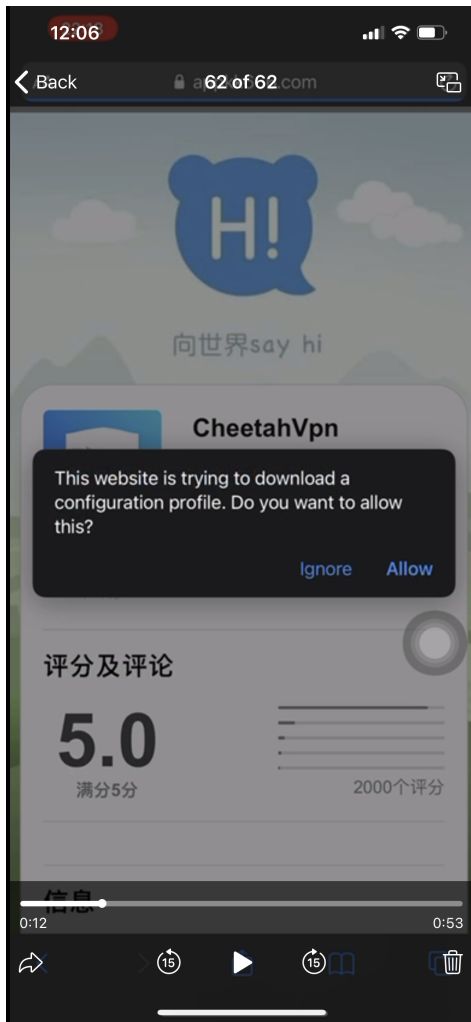 12:06
Back
62 of 62
H!
向世界say hi
CheetahVpn
This website is trying to download a
configuration profile. Do you want to allow
this?
Ignore
Allow
评分及评论
5.0
满分5分
2000个评分
信息
0:12
0:53
15
15